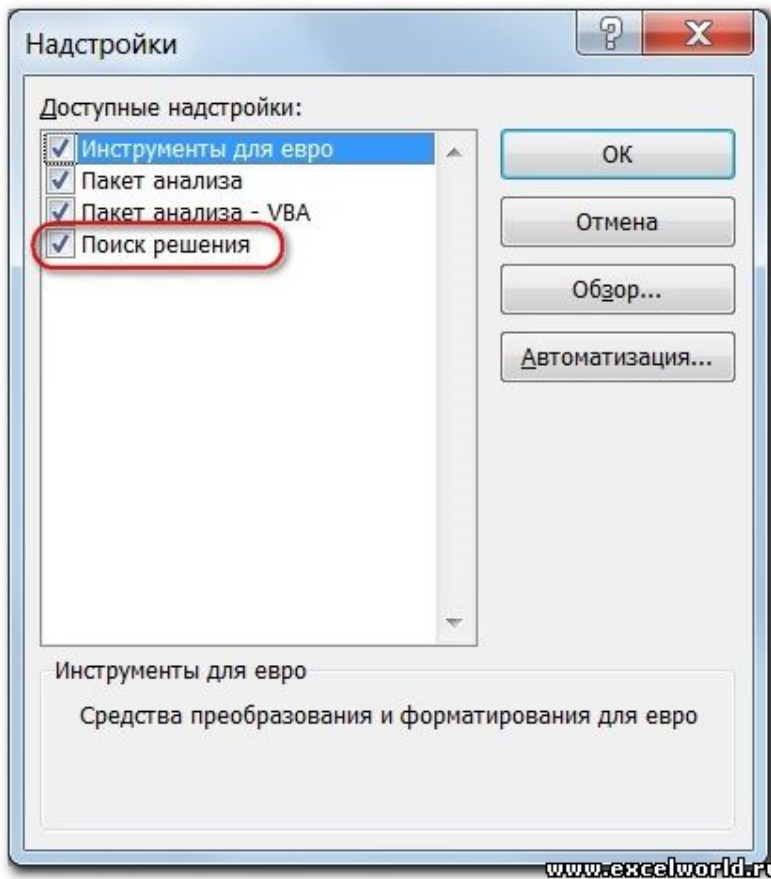 Надстройки
Доступные надстройки:
Инструменты для евро
Пакет анализа
Пакет анализа - VBA
Поиск решения
ОК
Отмена
Обзор...
Автоматизация...
Инструменты для евро
Средства преобразования и форматирования для евро
www.excelworld.ru